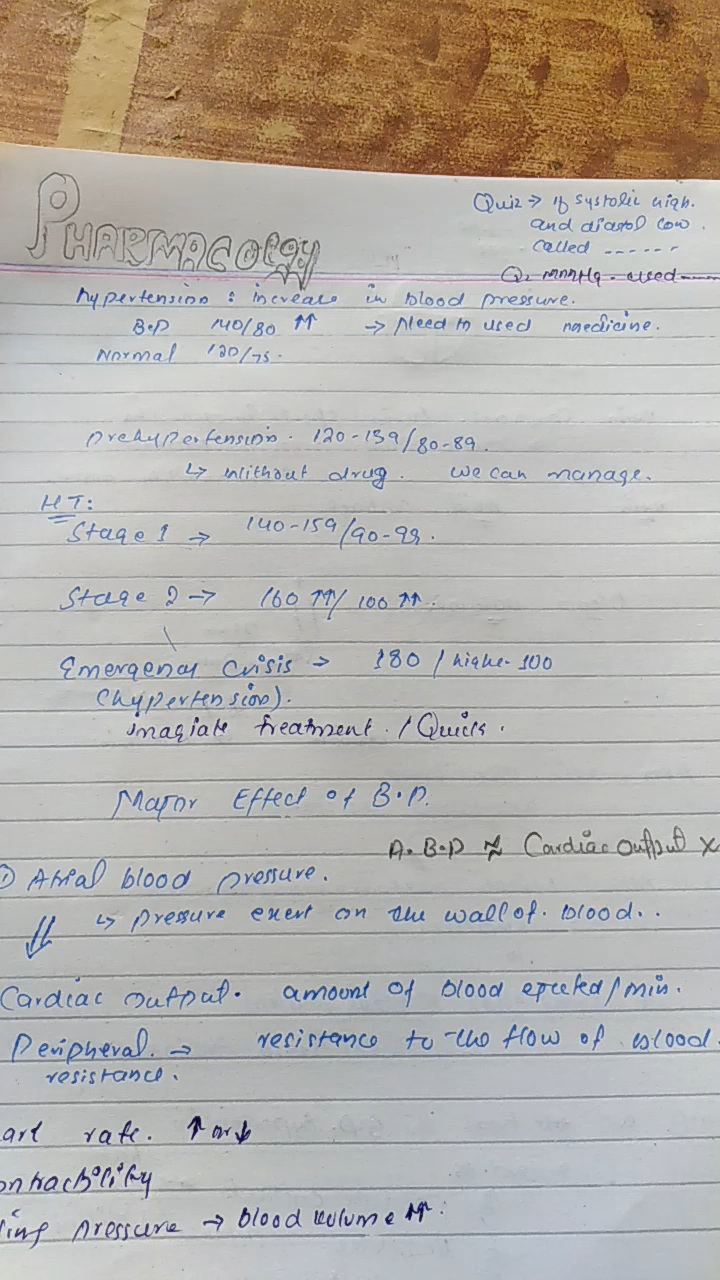 PHARMACOLOGY
Quiz → if systolic high.
and diastol low.
called ------
Q. mmHg. used----
hypertension : increase in blood pressure.
B.P 140/80 ↑↑ → Need to used medicine.
Normal 120/75.
prehypertension. 120-139/80-89.
↳ without drug. we can manage.
HT:
Stage 1 → 140-159/90-99.
Stage 2 → 160 ↑↑/ 100 ↑↑.
Emergency Crisis → 180 / higher 100
(hypertension).
treatment. / Quick.
Major Effect of B.P.
A. B.P ≈ Cardiac output ×
① Atrial blood pressure.
↳ pressure exert on the wall of. blood..
Cardiac output. amount of blood ejected/min.
Peripheral. → resistance to the flow of blood.
resistance.
art rate. ↑ or ↓
ontractility
ling pressure → blood volume ↑↑.